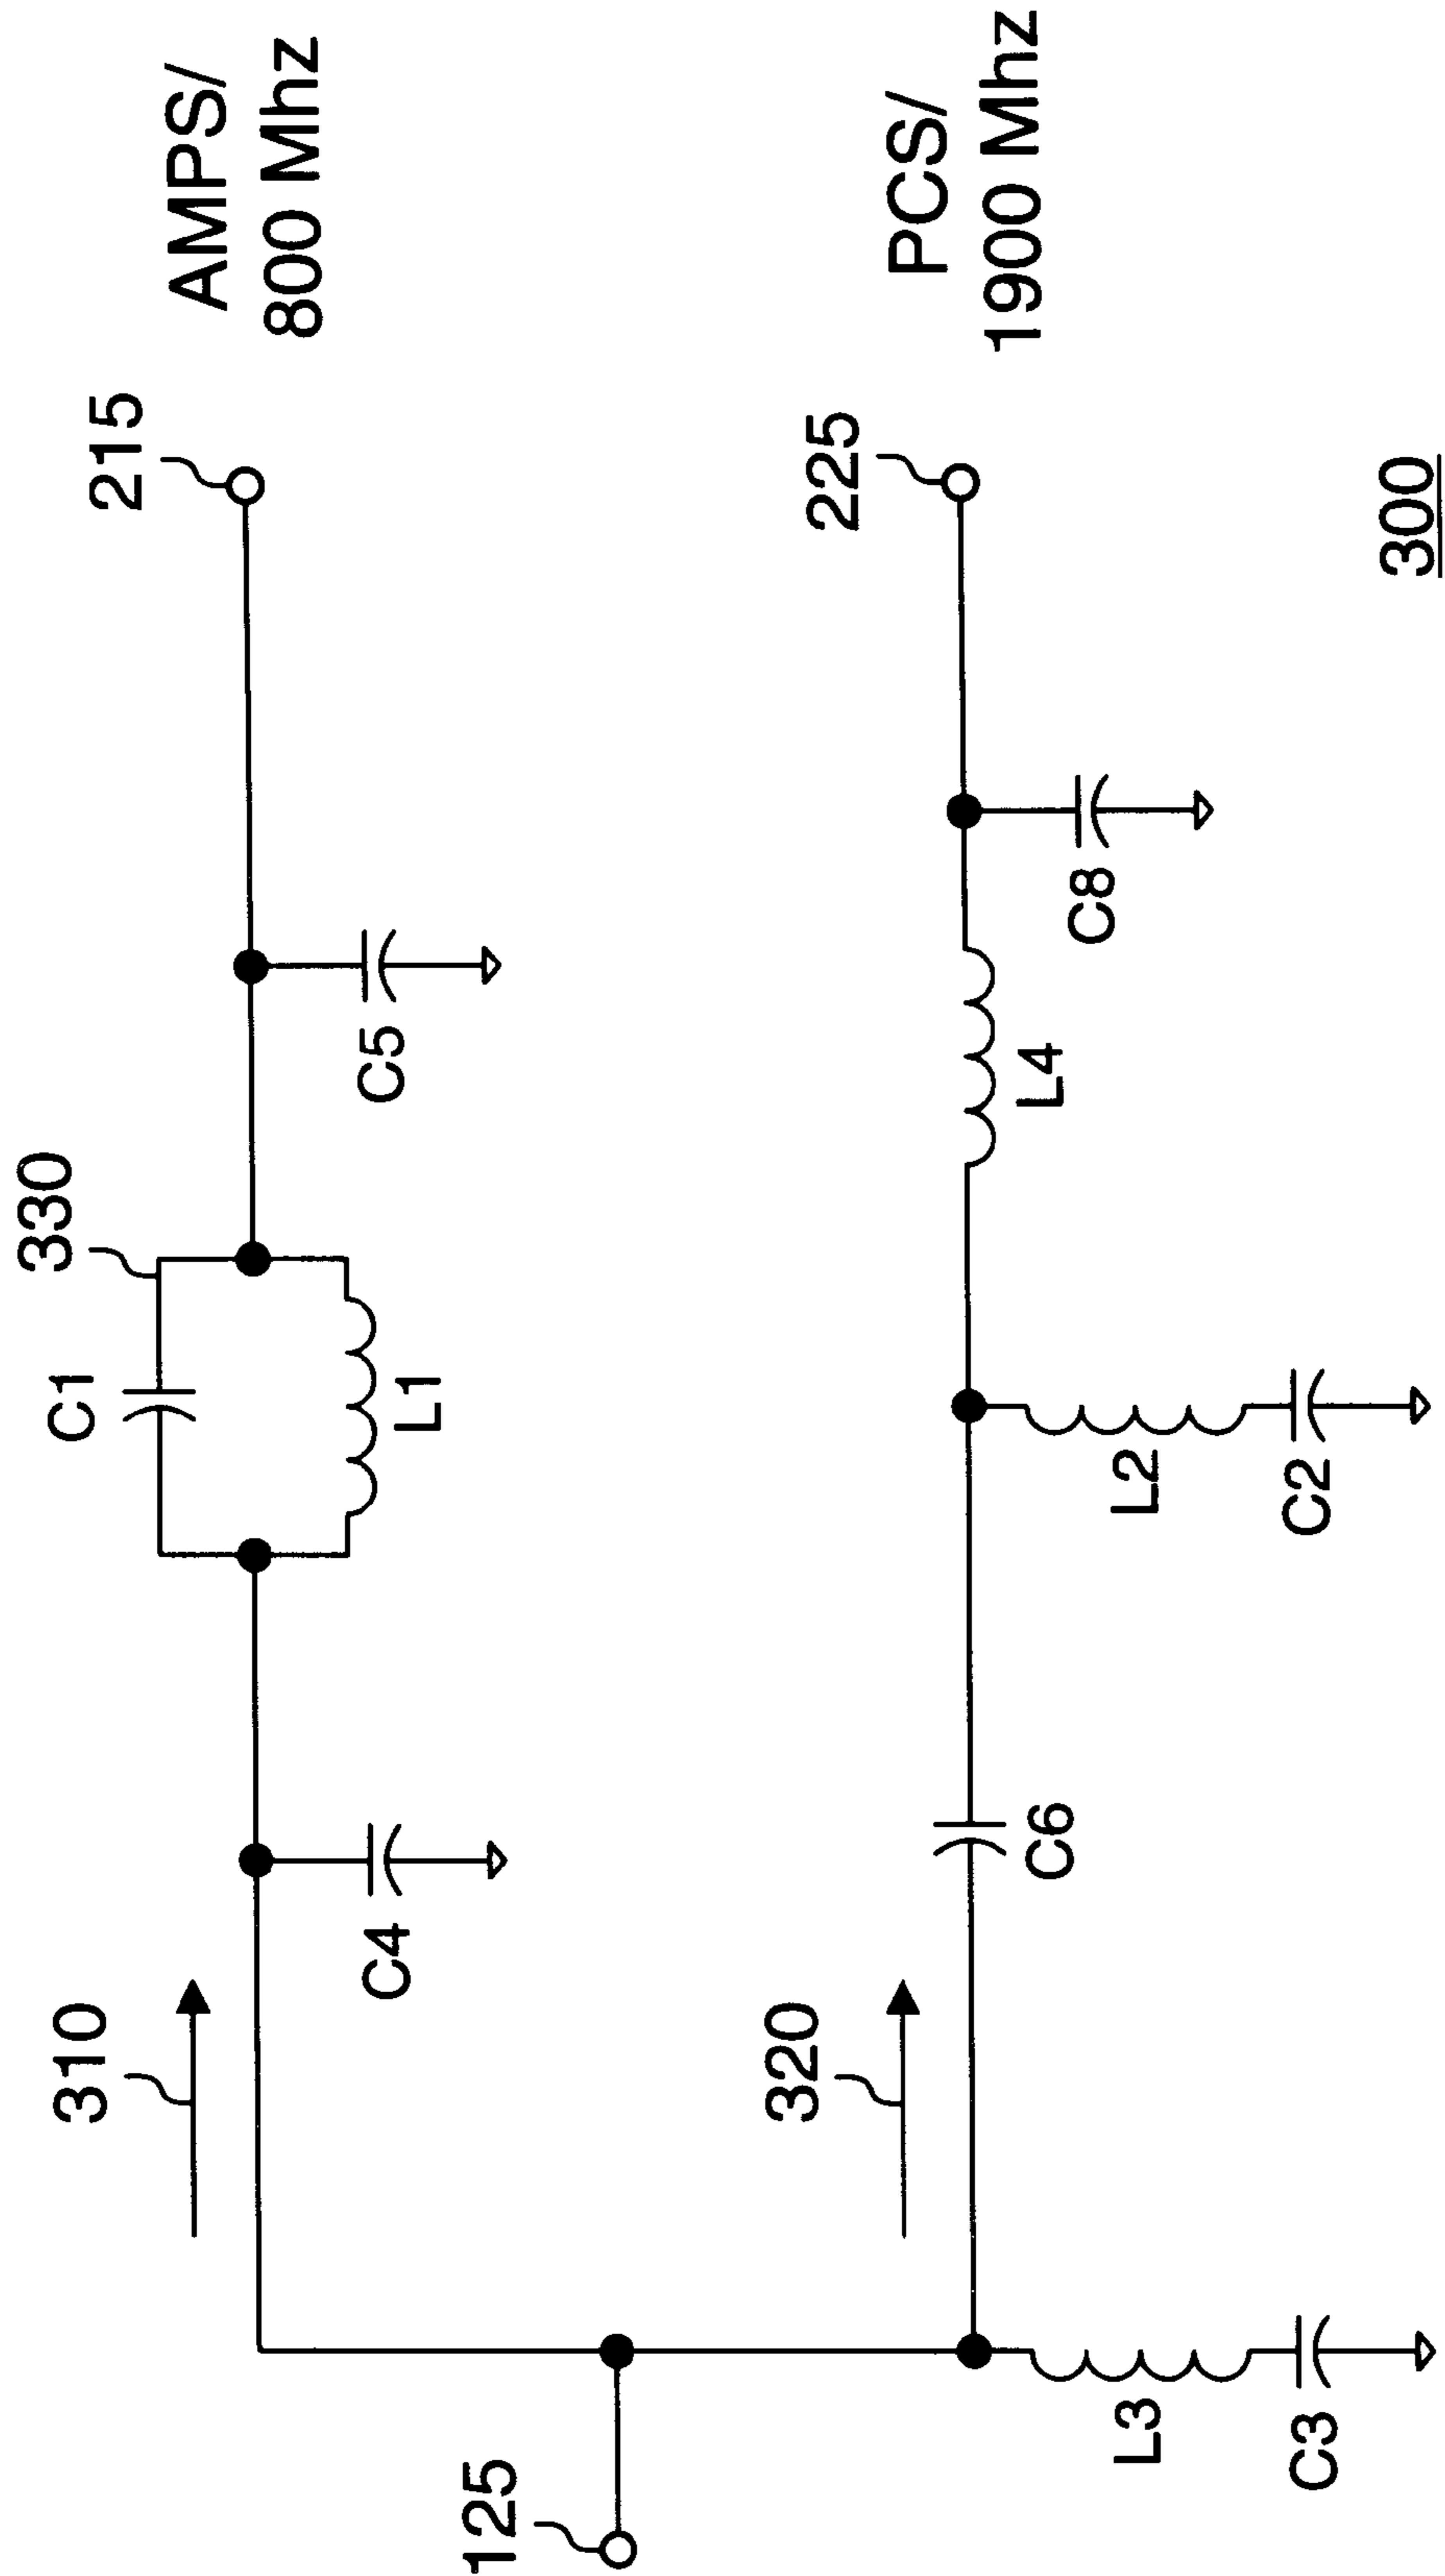 330
310
C1
215
AMPS/
800 Mhz
L1
C4
C5
125
320
225
PCS/
1900 Mhz
C6
L4
C8
L3
L2
C3
C2
300